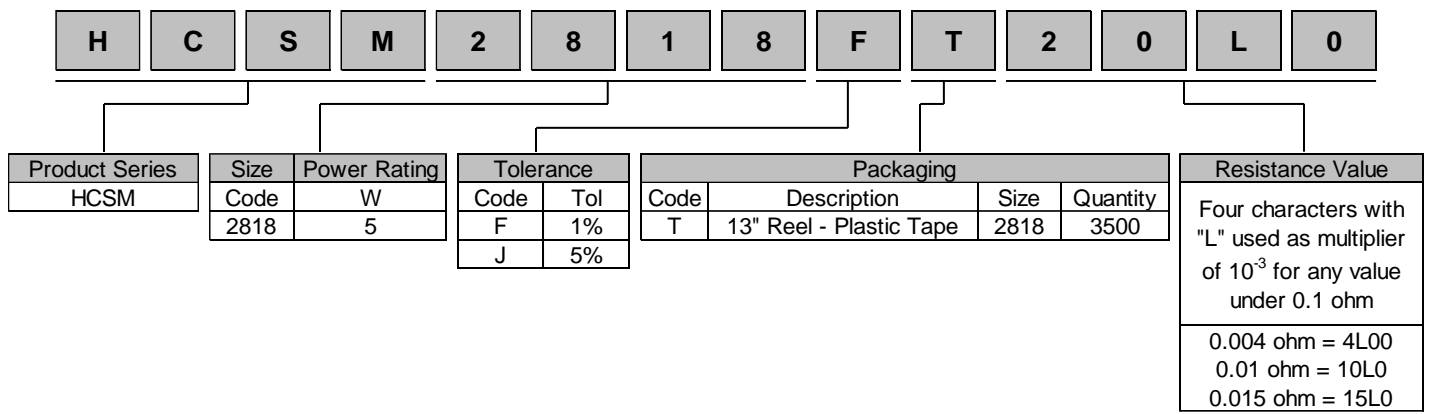 H C S M 2 8 1 8 F T 2 0 L 0
Product Series
HCSM
Size Power Rating
Code W
2818 5
Tolerance
Code Tol
F 1%
J 5%
Packaging
Code Description Size Quantity
T 13" Reel - Plastic Tape 2818 3500
Resistance Value
Four characters with
"L" used as multiplier
of 10⁻³ for any value
under 0.1 ohm
0.004 ohm = 4L00
0.01 ohm = 10L0
0.015 ohm = 15L0